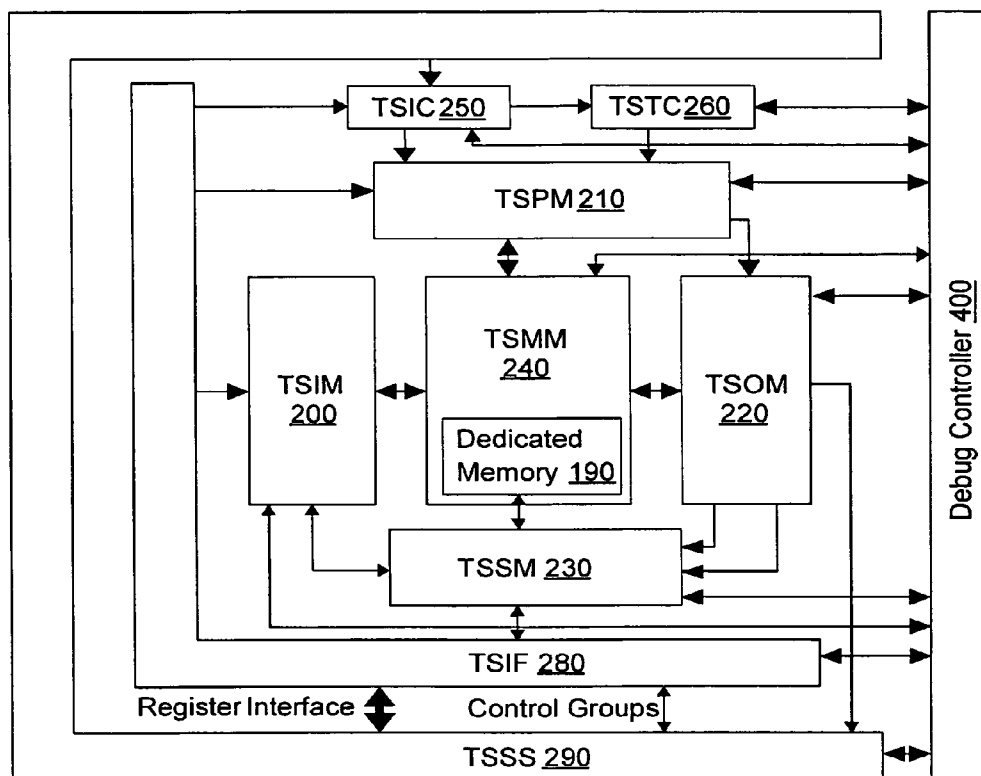 TSIC 250
TSTC 260
TSPM 210
TSIM
200
TSMM
240
Dedicated
Memory 190
TSOM
220
TSSM 230
TSIF 280
Register Interface
Control Groups
TSSS 290
Debug Controller 400